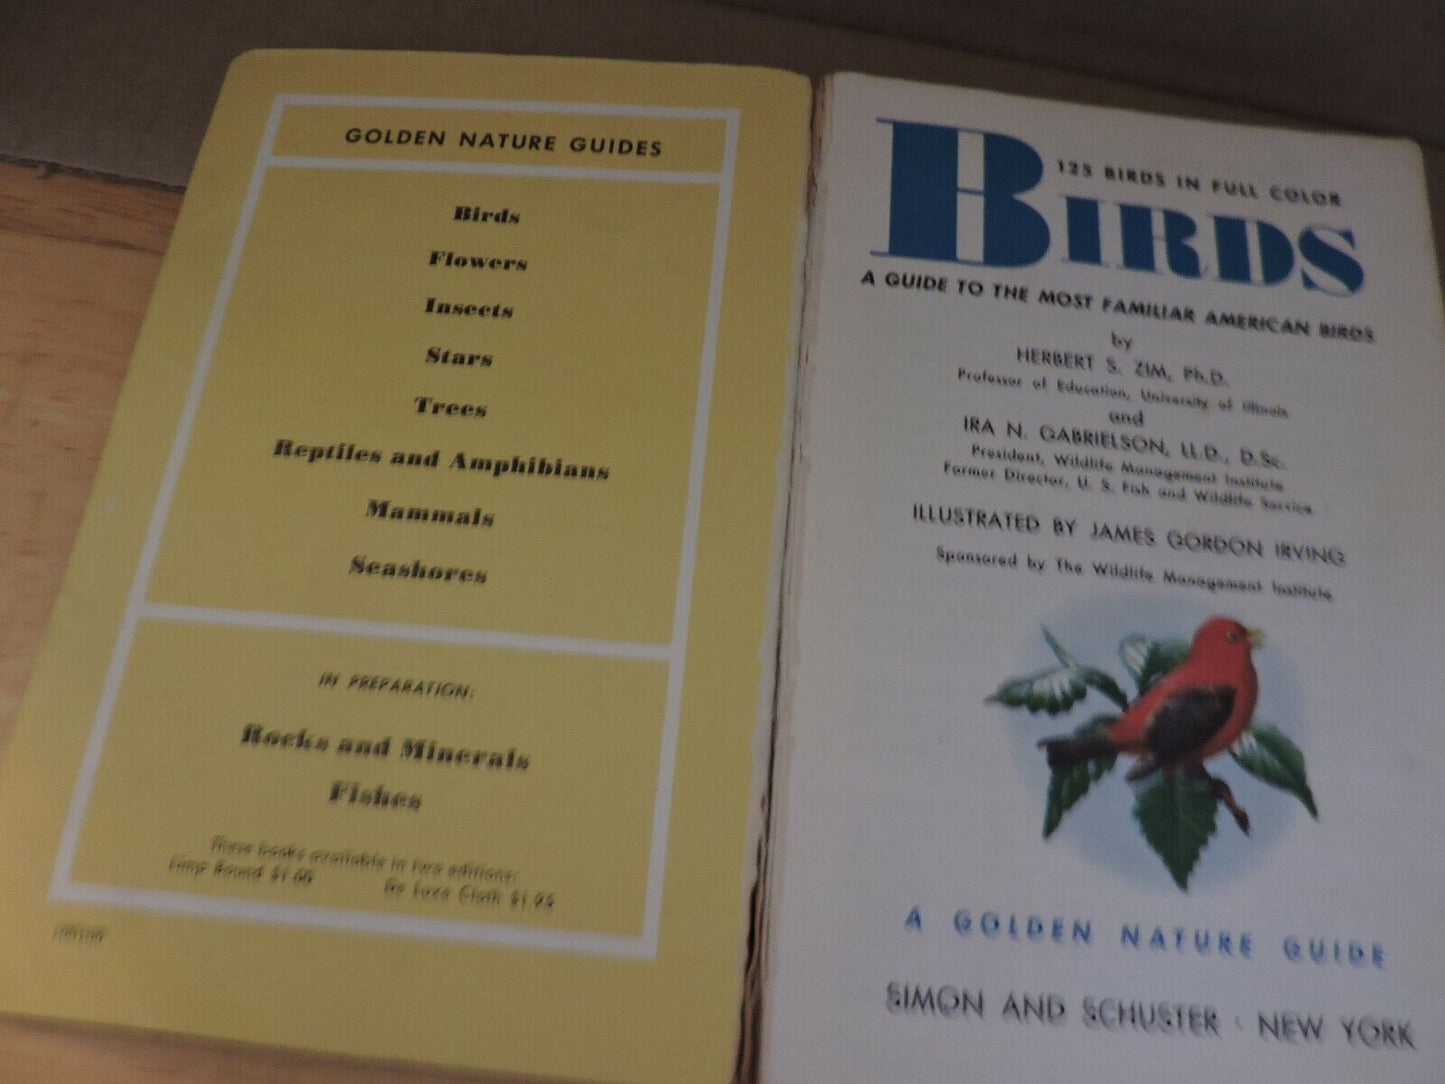 GOLDEN NATURE GUIDES
Birds
Flowers
Insects
Stars
Trees
Reptiles and Amphibians
Mammals
Seashores
IN PREPARATION:
Rocks and Minerals
Fishes
These books available in two editions:
Limp Bound $1.00 De Luxe Cloth $1.95
125 BIRDS IN FULL COLOR
BIRDS
A GUIDE TO THE MOST FAMILIAR AMERICAN BIRDS
by
HERBERT S. ZIM, Ph.D.
Professor of Education, University of Illinois
and
IRA N. GABRIELSON, LL.D., D.Sc.
President, Wildlife Management Institute
Former Director, U. S. Fish and Wildlife Service
ILLUSTRATED BY JAMES GORDON IRVING
Sponsored by The Wildlife Management Institute
A GOLDEN NATURE GUIDE
SIMON AND SCHUSTER · NEW YORK